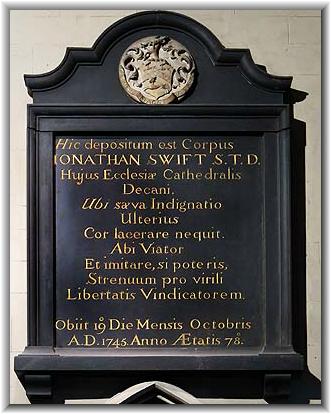 Hic depositum est Corpus
IONATHAN SWIFT S.T.D.
Hujus Ecclesiæ Cathedralis
Decani,
Ubi sæva Indignatio
Ulterius
Cor lacerare nequit.
Abi Viator
Et imitare, si poteris,
Strenuum pro virili
Libertatis Vindicatorem.
Obiit 19º Die Mensis Octobris
A.D. 1745. Anno Ætatis 78.